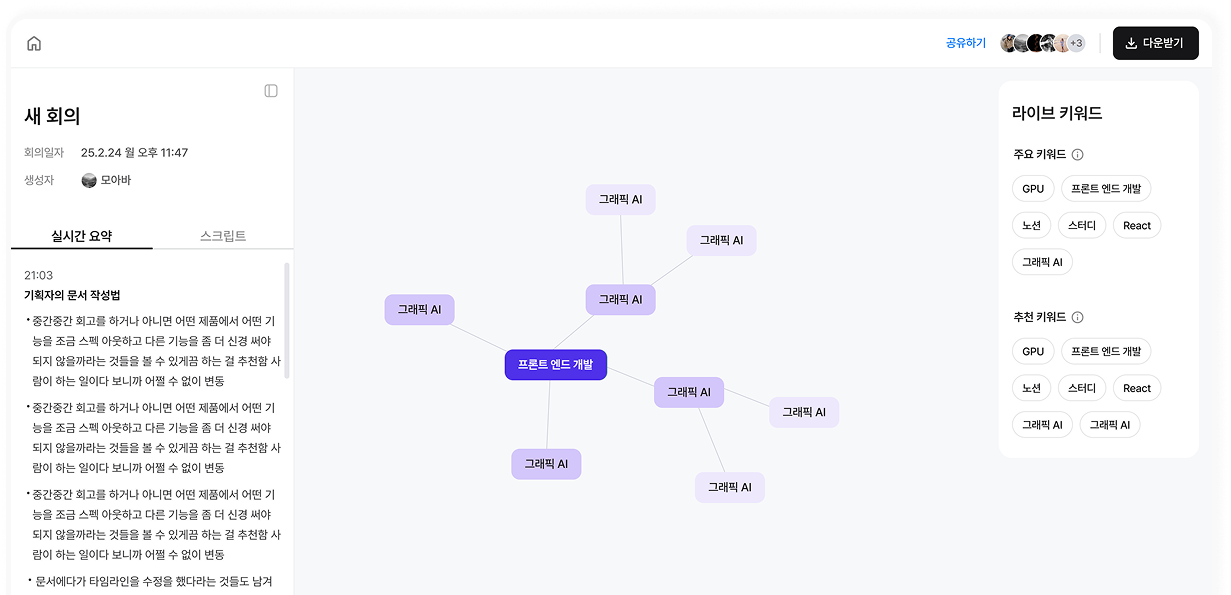 공유하기
+3
다운받기
새 회의
회의일자 25.2.24 월 오후 11:47
생성자 모아바
실시간 요약 스크립트
21:03
기획자의 문서 작성법
• 중간중간 회고를 하거나 아니면 어떤 제품에서 어떤 기
능을 조금 스펙 아웃하고 다른 기능을 좀 더 신경 써야
되지 않을까라는 것들을 볼 수 있게끔 하는 걸 추천함 사
람이 하는 일이다 보니까 어쩔 수 없이 변동
• 중간중간 회고를 하거나 아니면 어떤 제품에서 어떤 기
능을 조금 스펙 아웃하고 다른 기능을 좀 더 신경 써야
되지 않을까라는 것들을 볼 수 있게끔 하는 걸 추천함 사
람이 하는 일이다 보니까 어쩔 수 없이 변동
• 중간중간 회고를 하거나 아니면 어떤 제품에서 어떤 기
능을 조금 스펙 아웃하고 다른 기능을 좀 더 신경 써야
되지 않을까라는 것들을 볼 수 있게끔 하는 걸 추천함 사
람이 하는 일이다 보니까 어쩔 수 없이 변동
• 문서에다가 타임라인을 수정을 했다라는 것들도 남겨
그래픽 AI
그래픽 AI
그래픽 AI
그래픽 AI
프론트 엔드 개발
그래픽 AI
그래픽 AI
그래픽 AI
그래픽 AI
라이브 키워드
주요 키워드
GPU 프론트 엔드 개발
노션 스터디 React
그래픽 AI
추천 키워드
GPU 프론트 엔드 개발
노션 스터디 React
그래픽 AI 그래픽 AI